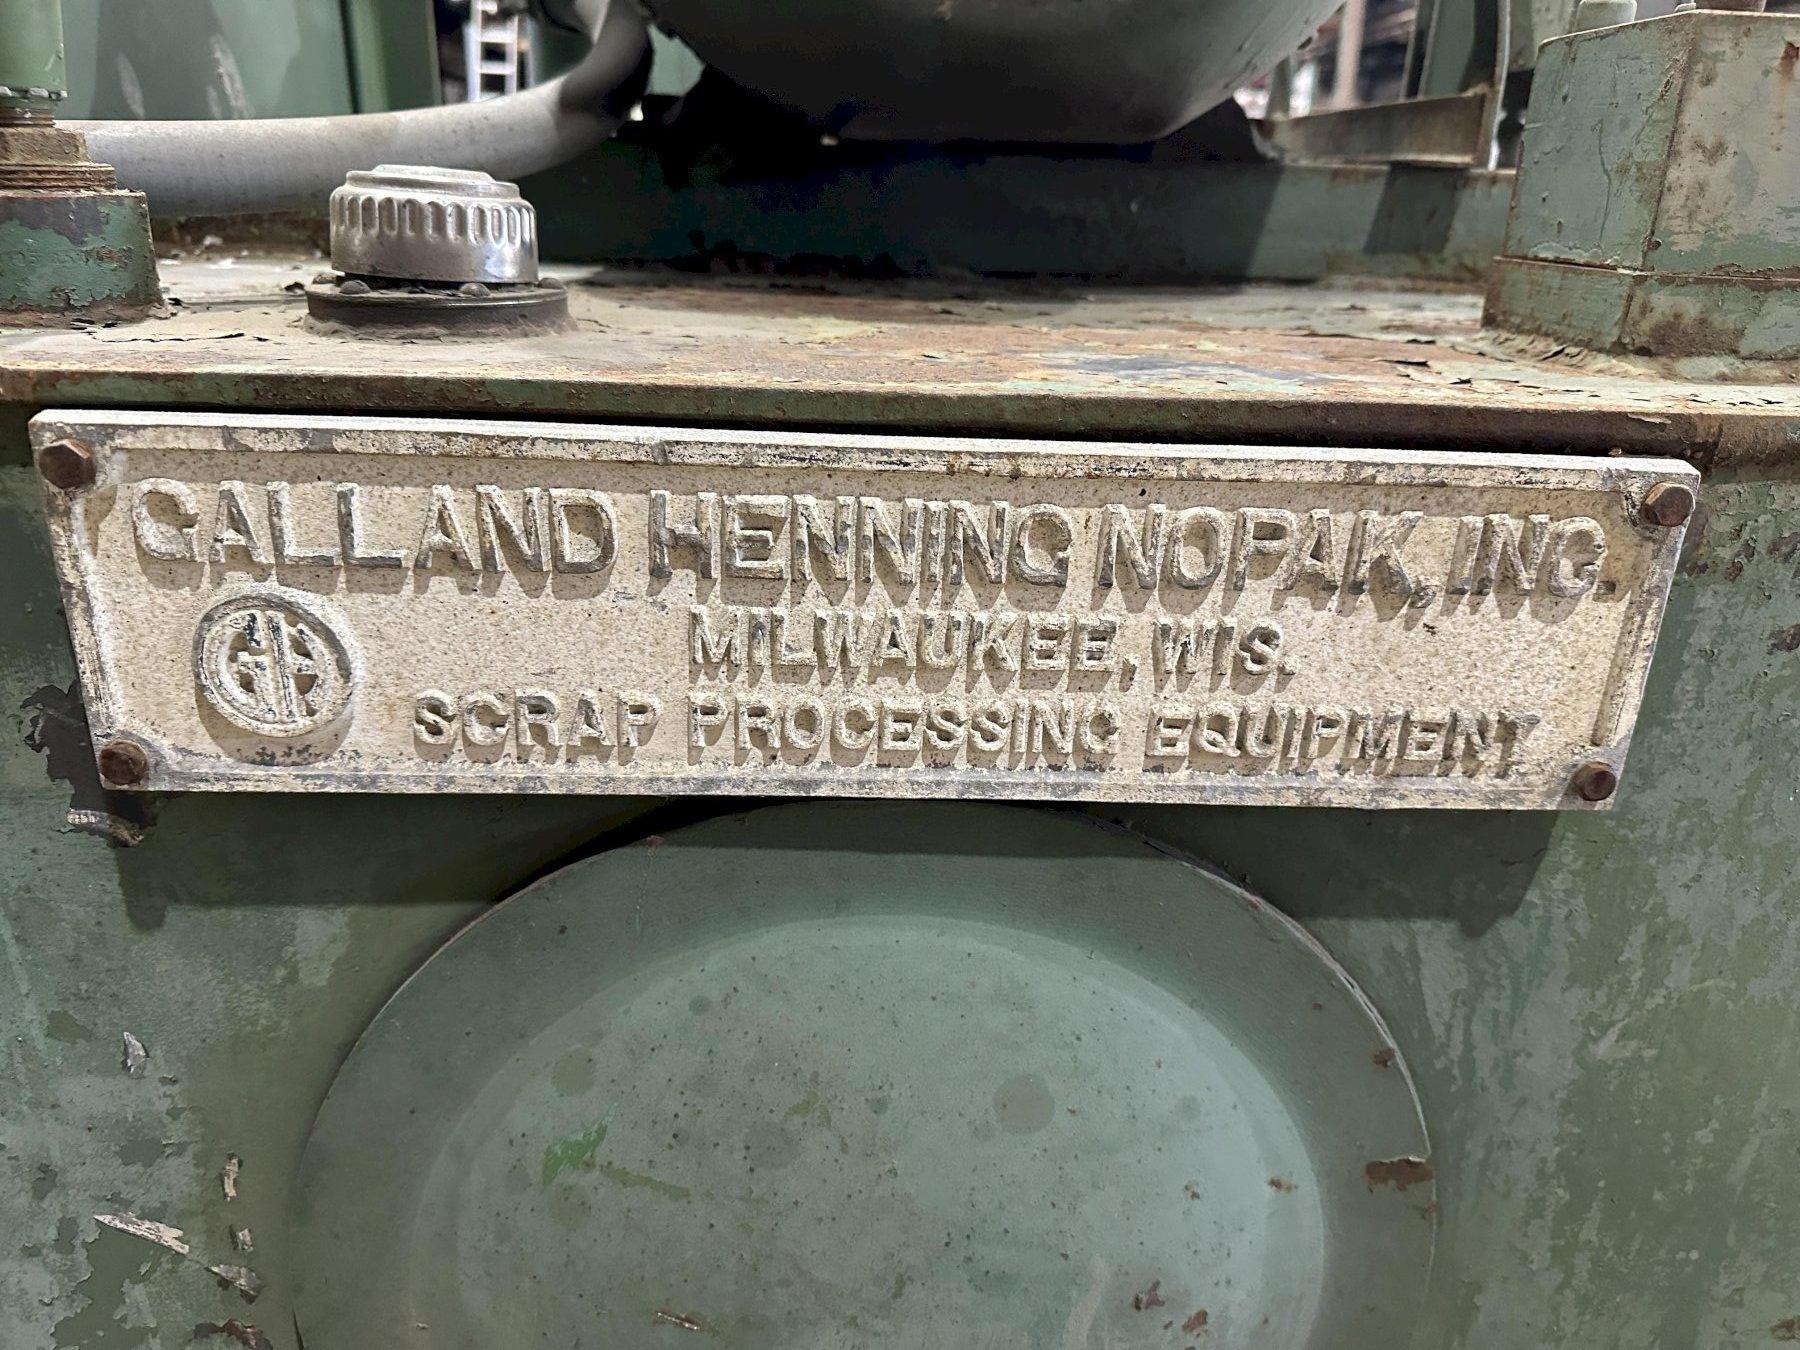 GALLAND HENNING NOPAK, INC.
MILWAUKEE, WIS.
SCRAP PROCESSING EQUIPMENT